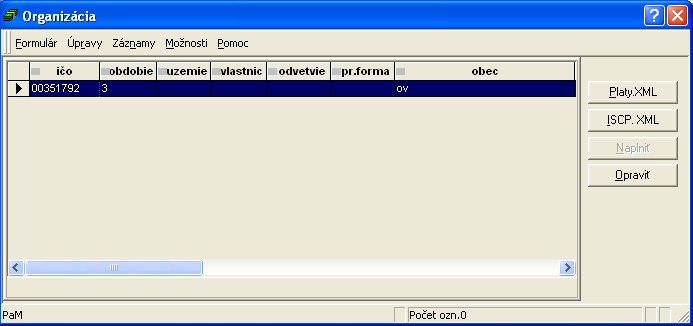 Organizácia
Formulár Úpravy Záznamy Možnosti Pomoc
ičo obdobie uzemie vlastnic odvetvie pr.forma obec
00351792 3 ov
Platy.XML
ISCP. XML
Naplniť
Opraviť
PaM Počet ozn.0